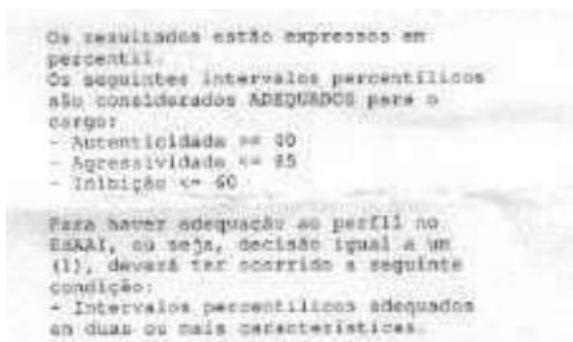 Os resultados estão expressos em
percentil.
Os seguintes intervalos percentílicos
são considerados ADEQUADOS para o
cargo:
- Autenticidade >=
- Agressividade <= 85
- Inibição <= 60
Para haver adequação ao perfil no
ou seja, decisão igual a um
(1), deverá ter ocorrido a seguinte
condição:
- Intervalos percentílicos adequados
em duas ou mais características.